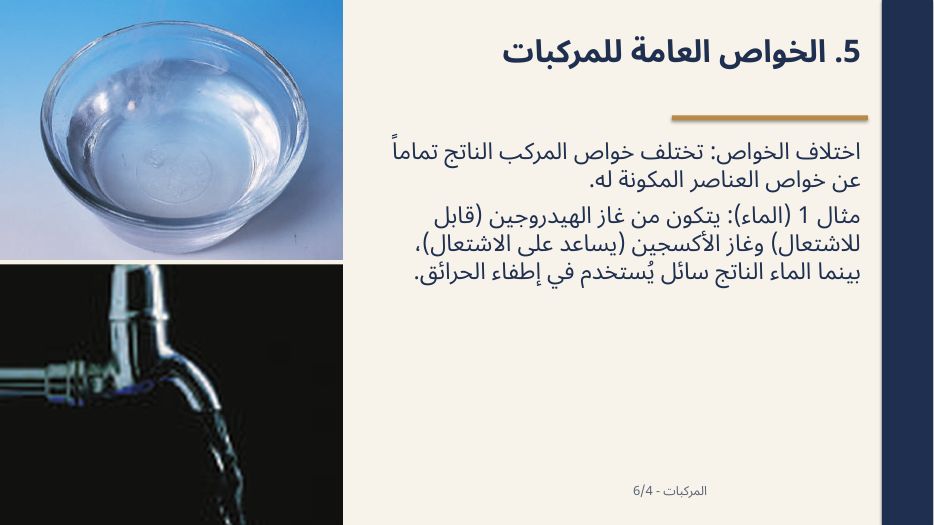 5. الخواص العامة للمركبات
اختلاف الخواص: تختلف خواص المركب الناتج تماماً
عن خواص العناصر المكونة له.
مثال 1 (الماء): يتكون من غاز الهيدروجين (قابل
للاشتعال) وغاز الأكسجين (يساعد على الاشتعال)،
بينما الماء الناتج سائل يُستخدم في إطفاء الحرائق.
المركبات - 6/4